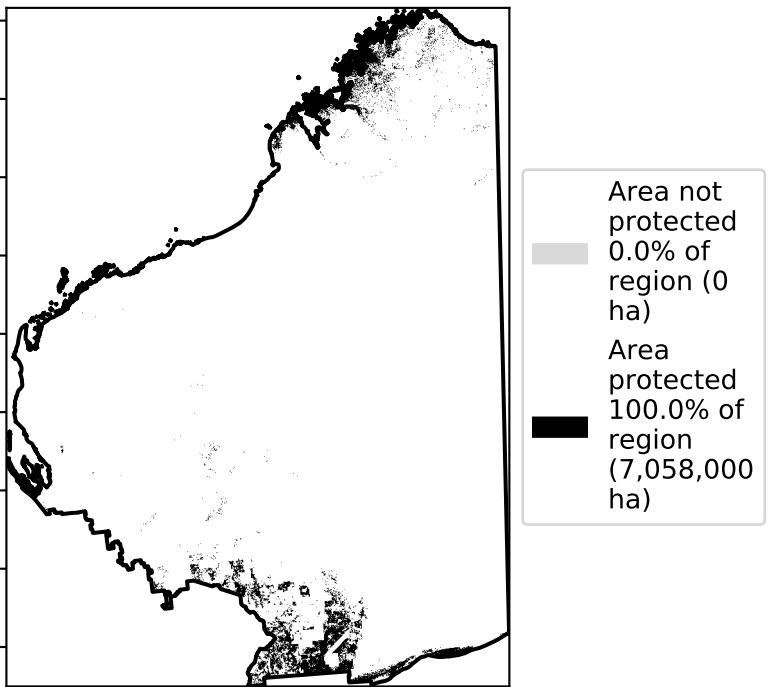 Area not
protected
0.0% of
region (0
ha)
Area
protected
100.0% of
region
(7,058,000
ha)